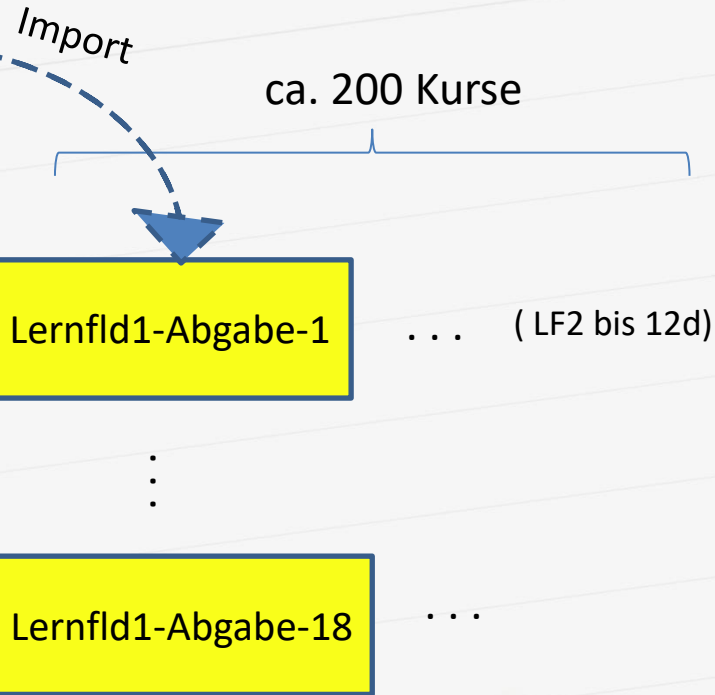 Import
ca. 200 Kurse
Lernfld1-Abgabe-1 . . . ( LF2 bis 12d)
.
.
.
Lernfld1-Abgabe-18 . . .